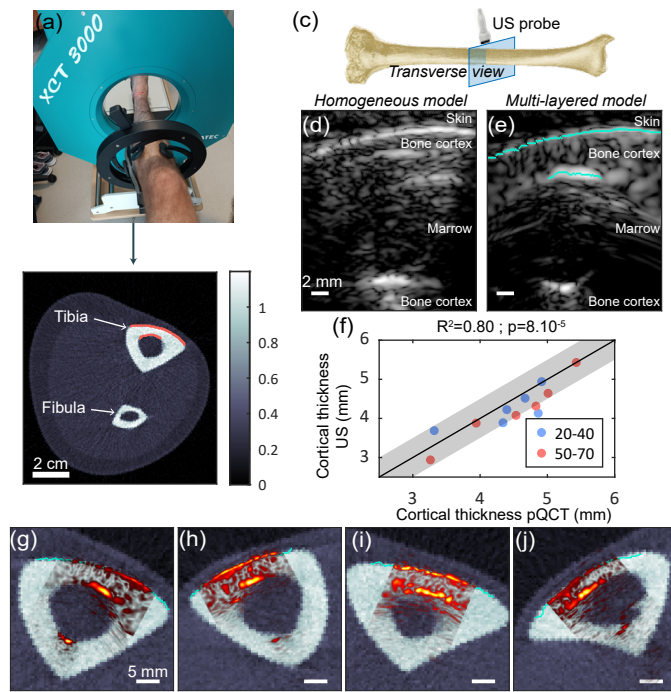 (a)
XCT 3000
(c)
US probe
Transverse view
Homogeneous model
Multi-layered model
(d)
Skin
Bone cortex
Marrow
2 mm
Bone cortex
(e)
Skin
Bone cortex
Marrow
Bone cortex
Tibia
Fibula
2 cm
1
0.8
0.6
0.4
0.2
0
(f)
R²=0.80 ; p=8.10⁻⁵
Cortical thickness
US (mm)
6
5
4
3
20-40
50-70
3
4
5
6
Cortical thickness pQCT (mm)
(g)
5 mm
(h)
(i)
(j)